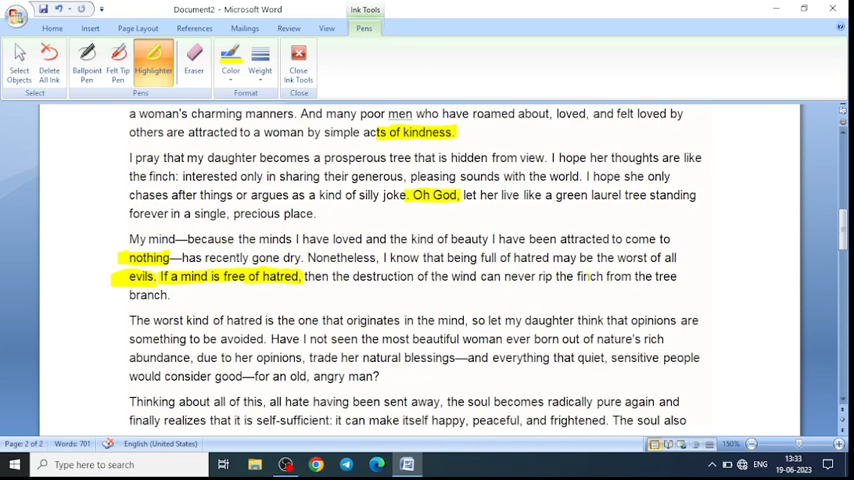 Document2 - Microsoft Word
Ink Tools
Home Insert Page Layout References Mailings Review View Pens
Select Objects
Delete All Ink
Ballpoint Pen
Felt Tip Pen
Highlighter
Eraser
Color
Weight
Close Ink Tools
Select Pens Format Close
a woman's charming manners. And many poor men who have roamed about, loved, and felt loved by
others are attracted to a woman by simple acts of kindness.
I pray that my daughter becomes a prosperous tree that is hidden from view. I hope her thoughts are like
the finch: interested only in sharing their generous, pleasing sounds with the world. I hope she only
chases after things or argues as a kind of silly joke. Oh God, let her live like a green laurel tree standing
forever in a single, precious place.
My mind—because the minds I have loved and the kind of beauty I have been attracted to come to
nothing—has recently gone dry. Nonetheless, I know that being full of hatred may be the worst of all
evils. If a mind is free of hatred, then the destruction of the wind can never rip the finch from the tree
branch.
The worst kind of hatred is the one that originates in the mind, so let my daughter think that opinions are
something to be avoided. Have I not seen the most beautiful woman ever born out of nature's rich
abundance, due to her opinions, trade her natural blessings—and everything that quiet, sensitive people
would consider good—for an old, angry man?
Thinking about all of this, all hate having been sent away, the soul becomes radically pure again and
finally realizes that it is self-sufficient: it can make itself happy, peaceful, and frightened. The soul also
Page: 2 of 2 Words: 701 English (United States) 150%
Type here to search
ENG
13:33
19-06-2023